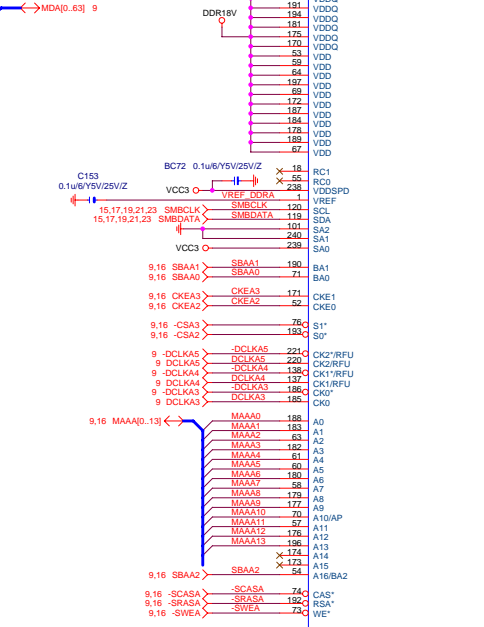 VDDQ
191 VDDQ
MDA[0..63] 9
DDR18V
194 VDDQ
181 VDDQ
175 VDDQ
170 VDDQ
53 VDD
59 VDD
64 VDD
197 VDD
69 VDD
172 VDD
187 VDD
184 VDD
178 VDD
189 VDD
67 VDD
BC72 0.1u/6/Y5V/25V/Z
18 RC1
C153
55 RC0
0.1u/6/Y5V/25V/Z
VCC3 238 VDDSPD
VREF_DDRA 1 VREF
15,17,19,21,23 SMBCLK SMBCLK 120 SCL
15,17,19,21,23 SMBDATA SMBDATA 119 SDA
101 SA2
240 SA1
VCC3 239 SA0
9,16 SBAA1 SBAA1 190 BA1
9,16 SBAA0 SBAA0 71 BA0
9,16 CKEA3 CKEA3 171 CKE1
9,16 CKEA2 CKEA2 52 CKE0
9,16 -CSA3 76 S1*
9,16 -CSA2 193 S0*
9 -DCLKA5 -DCLKA5 221 CK2*/RFU
9 DCLKA5 DCLKA5 220 CK2/RFU
9 -DCLKA4 -DCLKA4 138 CK1*/RFU
9 DCLKA4 DCLKA4 137 CK1/RFU
9 -DCLKA3 -DCLKA3 186 CK0*
9 DCLKA3 DCLKA3 185 CK0
9,16 MAAA[0..13] MAAA0 188 A0
MAAA1 183 A1
MAAA2 63 A2
MAAA3 182 A3
MAAA4 61 A4
MAAA5 60 A5
MAAA6 180 A6
MAAA7 58 A7
MAAA8 179 A8
MAAA9 177 A9
MAAA10 70 A10/AP
MAAA11 57 A11
MAAA12 176 A12
MAAA13 196 A13
174 A14
173 A15
9,16 SBAA2 SBAA2 54 A16/BA2
9,16 -SCASA -SCASA 74 CAS*
9,16 -SRASA -SRASA 192 RSA*
9,16 -SWEA -SWEA 73 WE*